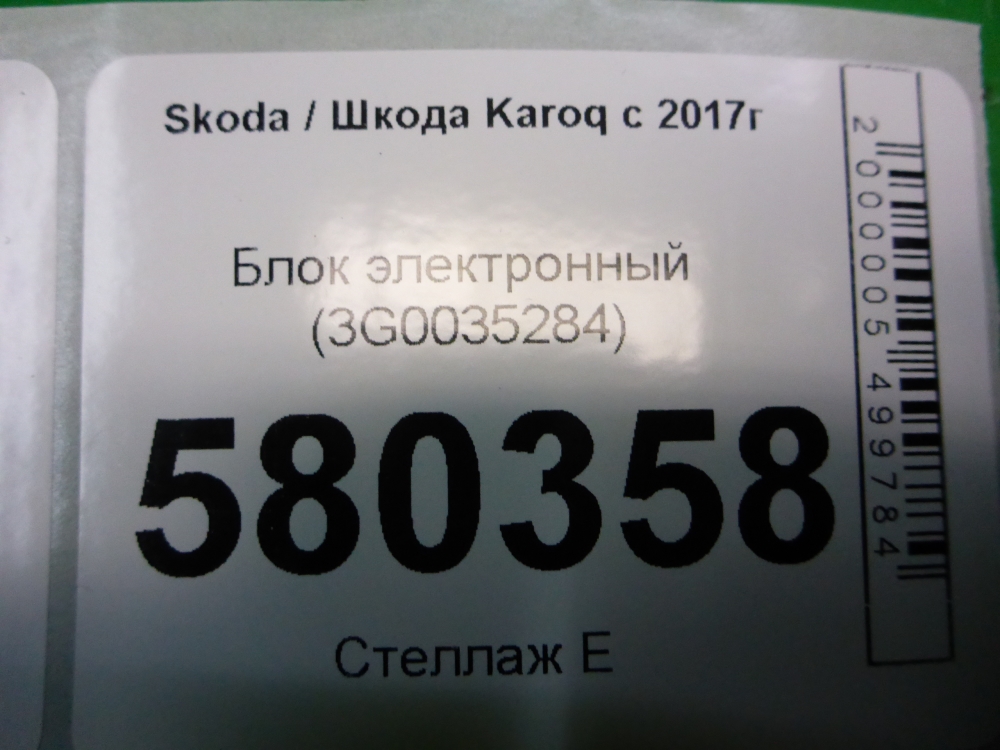 Skoda / Шкода Karoq с 2017г
Блок электронный
(3G0035284)
580358
Стеллаж Е
2000005499784